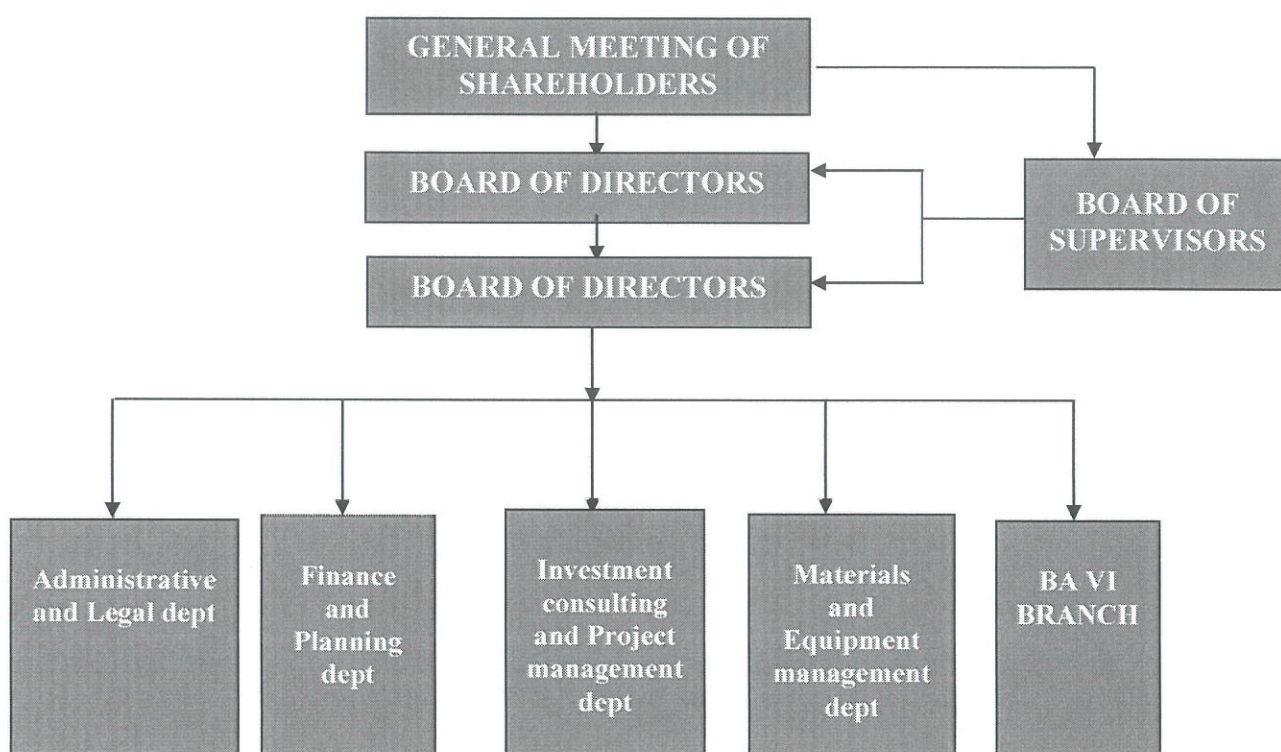 GENERAL MEETING OF
SHAREHOLDERS
BOARD OF DIRECTORS
BOARD OF
SUPERVISORS
BOARD OF DIRECTORS
Administrative
and Legal dept
Finance
and
Planning
dept
Investment
consulting
and Project
management
dept
Materials
and
Equipment
management
dept
BA VI
BRANCH